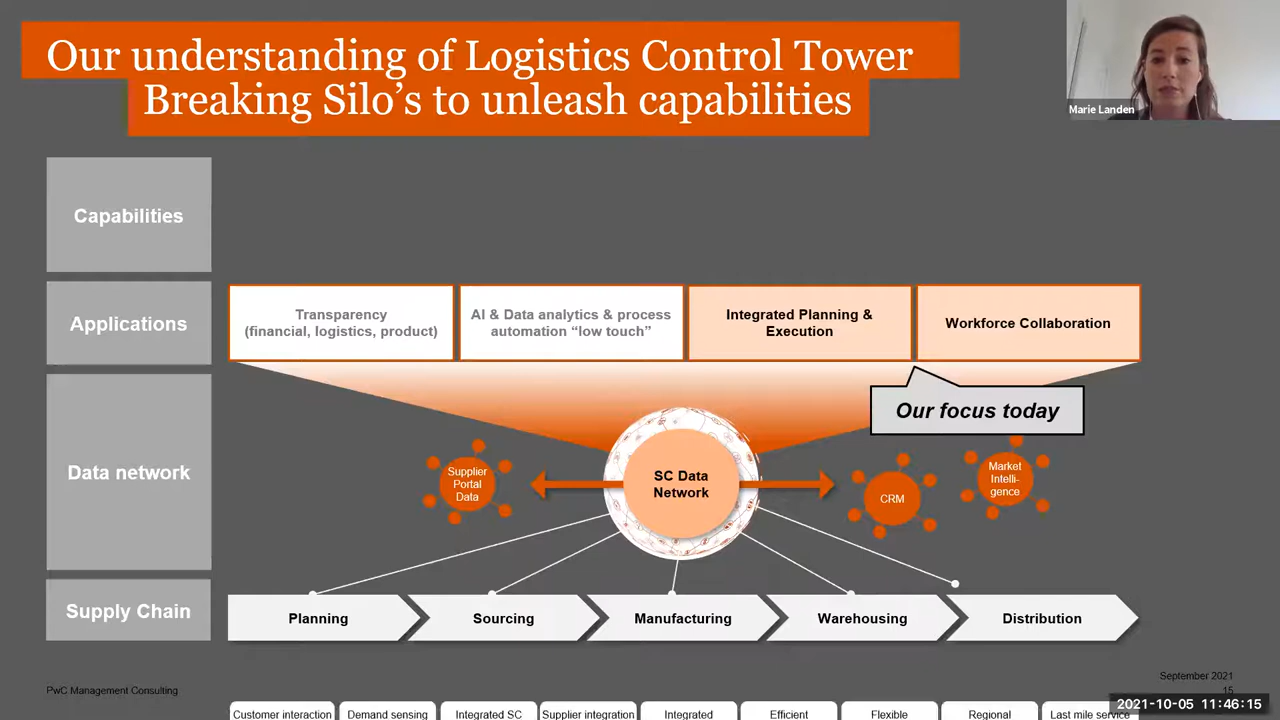 Our understanding of Logistics Control Tower
Breaking Silo’s to unleash capabilities
Marie Landen
Capabilities
Applications
Transparency
(financial, logistics, product)
AI & Data analytics & process
automation “low touch”
Integrated Planning &
Execution
Workforce Collaboration
Our focus today
Data network
Supplier
Portal
Data
SC Data
Network
CRM
Market
Intelli-
gence
Supply Chain
Planning
Sourcing
Manufacturing
Warehousing
Distribution
PwC Management Consulting
September 2021
15
2021-10-05 11:46:15
Customer interaction
Demand sensing
Integrated SC
Supplier integration
Integrated
Efficient
Flexible
Regional
Last mile service